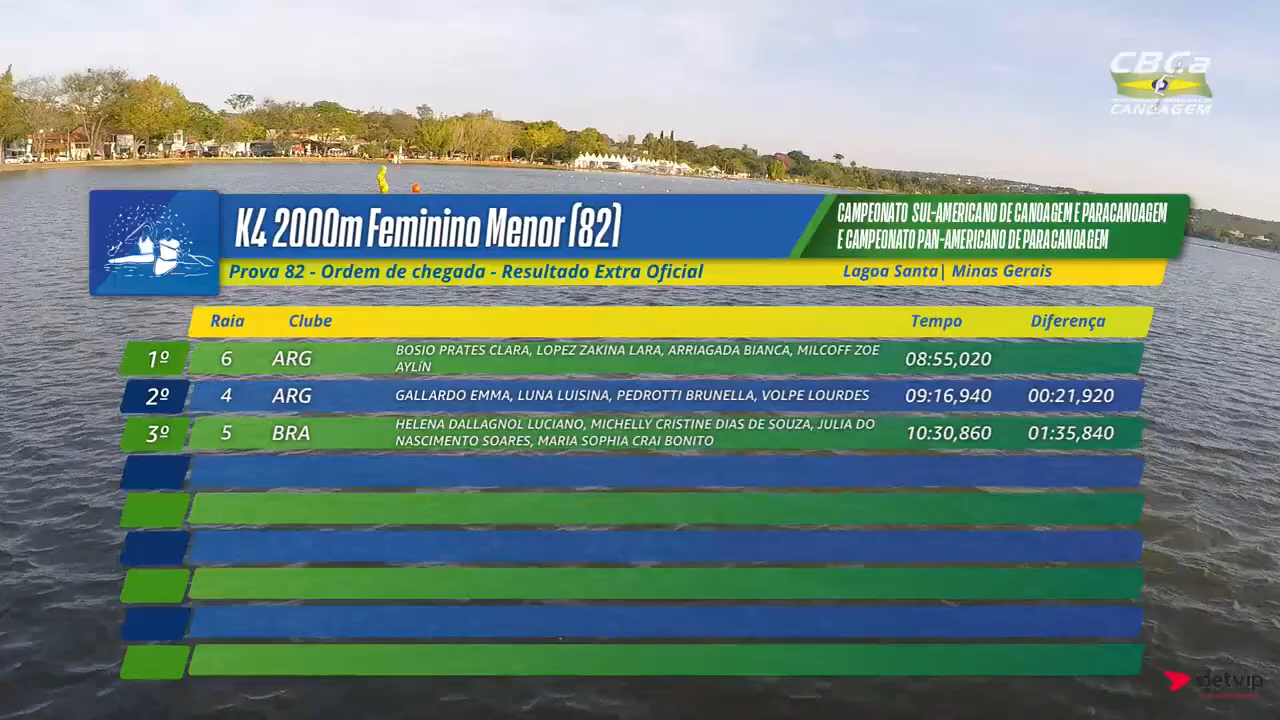 CBCa
CANOAGEM
K4 2000m Feminino Menor (82)
CAMPEONATO SUL-AMERICANO DE CANOAGEM E PARACANOAGEM
E CAMPEONATO PAN-AMERICANO DE PARACANOAGEM
Prova 82 - Ordem de chegada - Resultado Extra Oficial
Lagoa Santa| Minas Gerais
Raia Clube Tempo Diferença
1º 6 ARG BOSIO PRATES CLARA, LOPEZ ZAKINA LARA, ARRIAGADA BIANCA, MILCOFF ZOE 08:55,020
AYLíN
2º 4 ARG GALLARDO EMMA, LUNA LUISINA, PEDROTTI BRUNELLA, VOLPE LOURDES 09:16,940 00:21,920
3º 5 BRA HELENA DALLAGNOL LUCIANO, MICHELLY CRISTINE DIAS DE SOUZA, JULIA DO 10:30,860 01:35,840
NASCIMENTO SOARES, MARIA SOPHIA CRAI BONITO